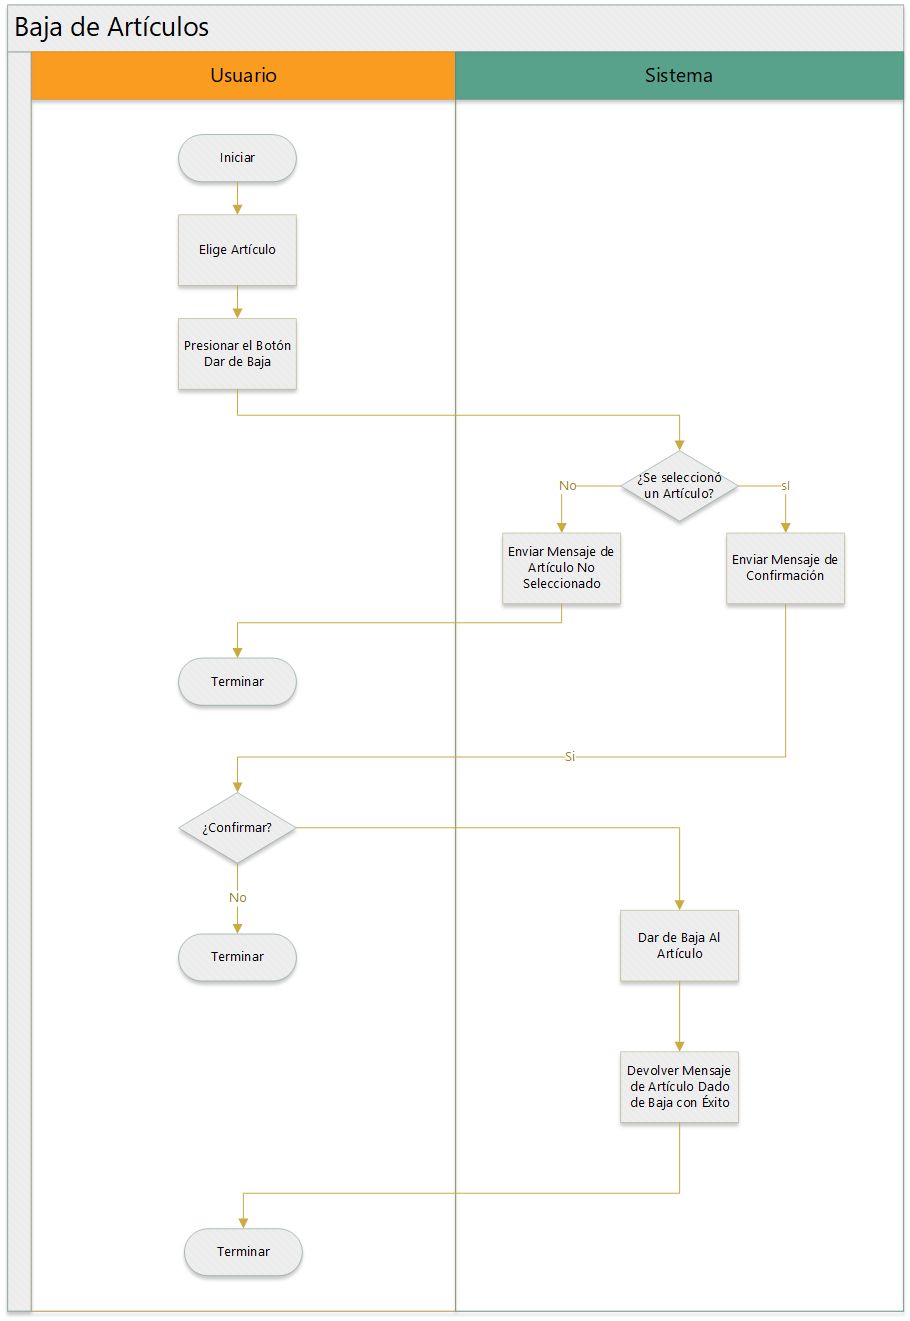 Baja de Artículos
Usuario
Sistema
Iniciar
Elige Artículo
Presionar el Botón
Dar de Baja
¿Se seleccionó
un Artículo?
No
sI
Enviar Mensaje de
Artículo No
Seleccionado
Enviar Mensaje de
Confirmación
Terminar
Si
¿Confirmar?
No
Terminar
Dar de Baja Al
Artículo
Devolver Mensaje
de Artículo Dado
de Baja con Éxito
Terminar